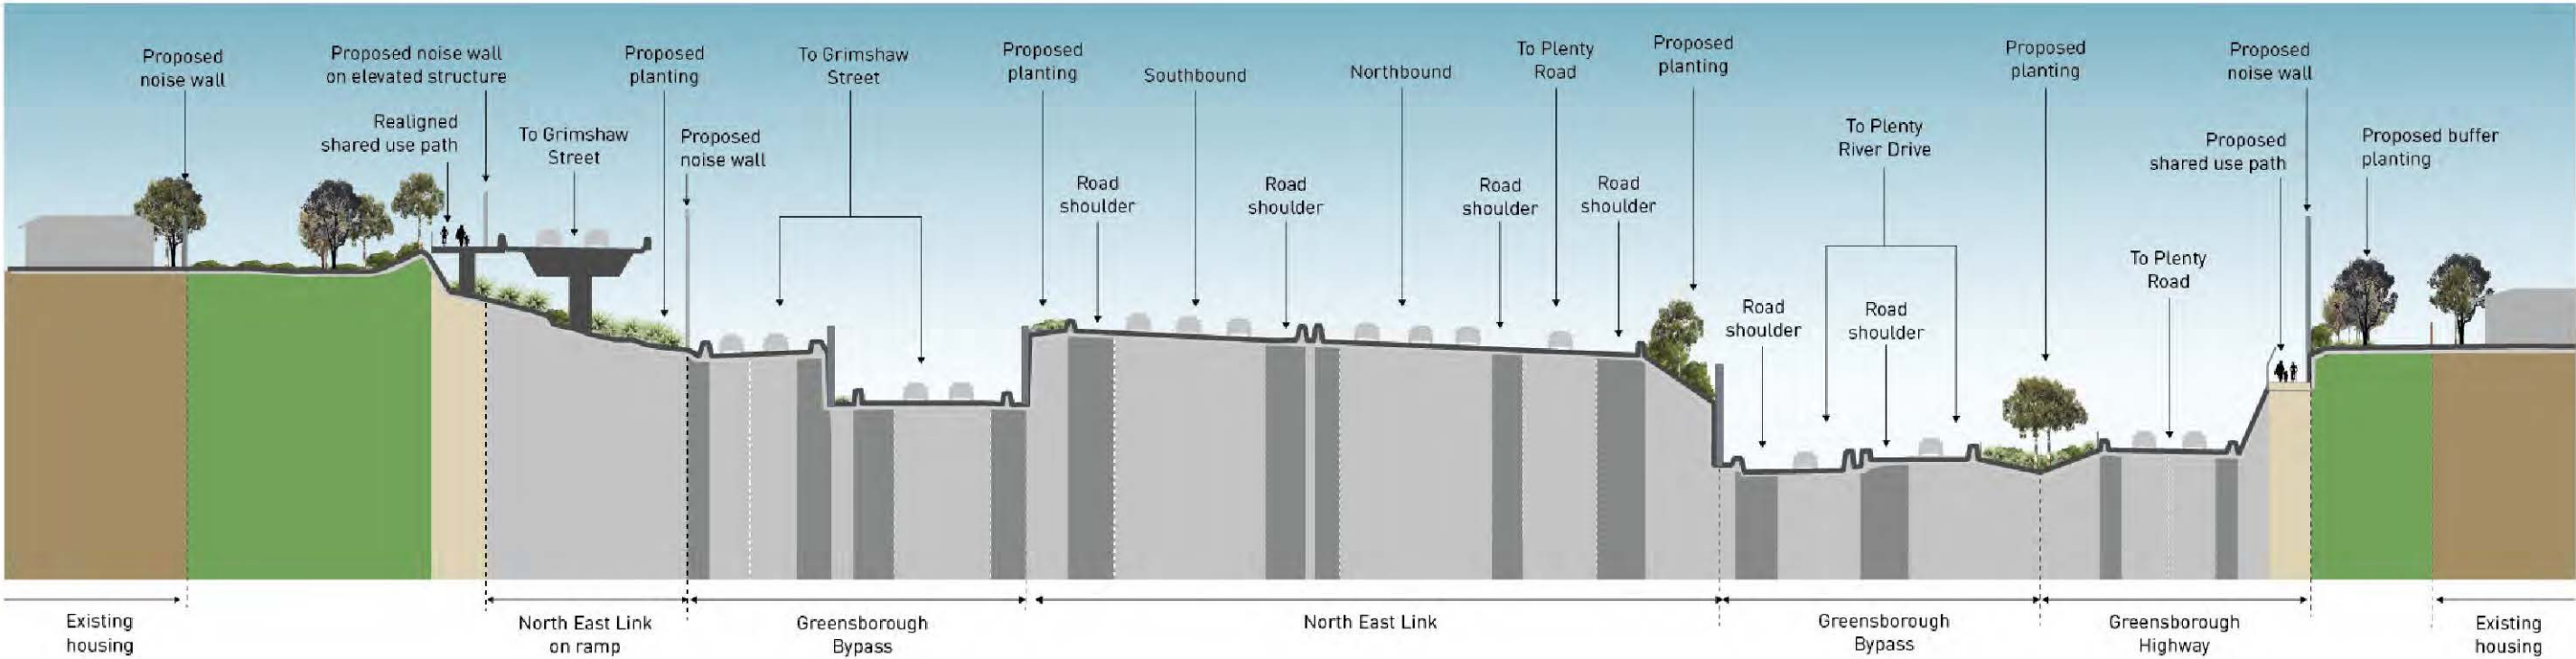 Proposed
noise wall
Proposed noise wall
on elevated structure
Realigned
shared use path
To Grimshaw
Street
Proposed
planting
Proposed
noise wall
To Grimshaw
Street
Proposed
planting
Road
shoulder
Southbound
Road
shoulder
Northbound
Road
shoulder
To Plenty
Road
Road
shoulder
Proposed
planting
Road
shoulder
To Plenty
River Drive
Road
shoulder
Proposed
planting
To Plenty
Road
Proposed
shared use path
Proposed
noise wall
Proposed buffer
planting
Existing
housing
North East Link
on ramp
Greensborough
Bypass
North East Link
Greensborough
Bypass
Greensborough
Highway
Existing
housing